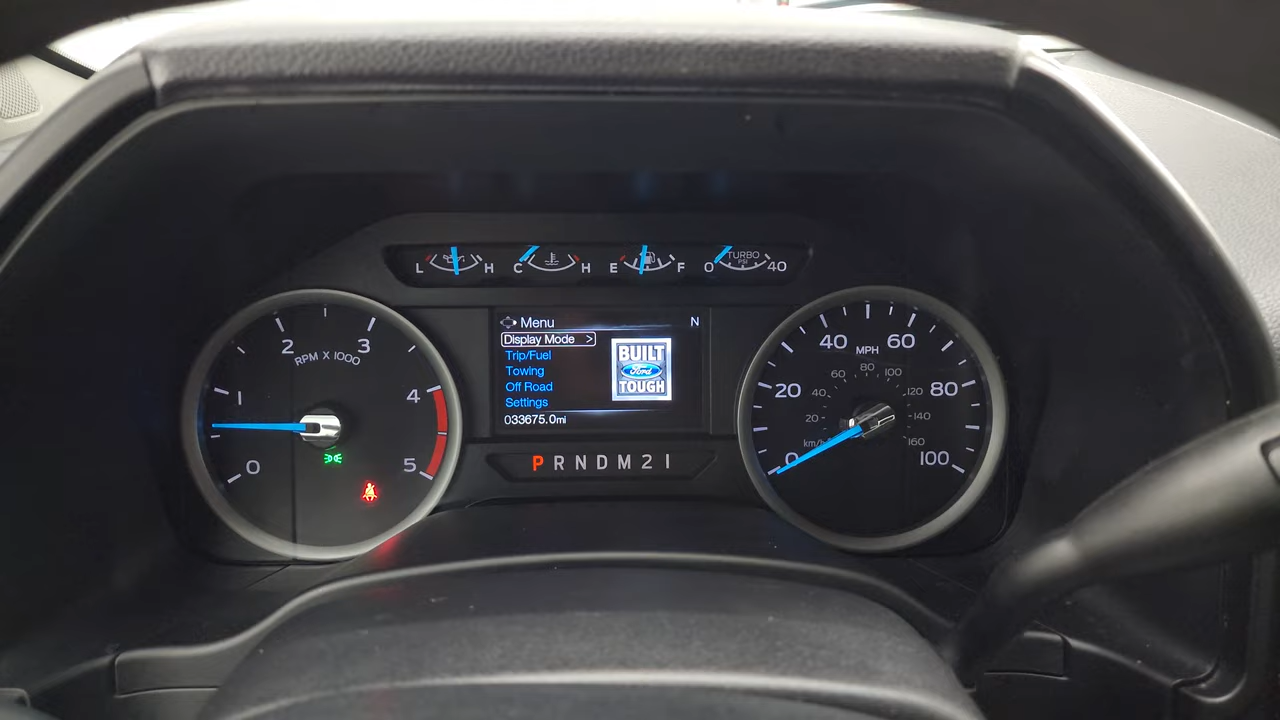 L H C H E F 0 TURBO 40
PSI
Menu N
Display Mode >
Trip/Fuel
Towing
Off Road
Settings
033675.0mi
BUILT
Ford
TOUGH
P R N D M 2 1
0 1 2 3 4 5
RPM X 1000
0 20 40 60 80 100
MPH
km/h 20 40 60 80 100 120 140 160